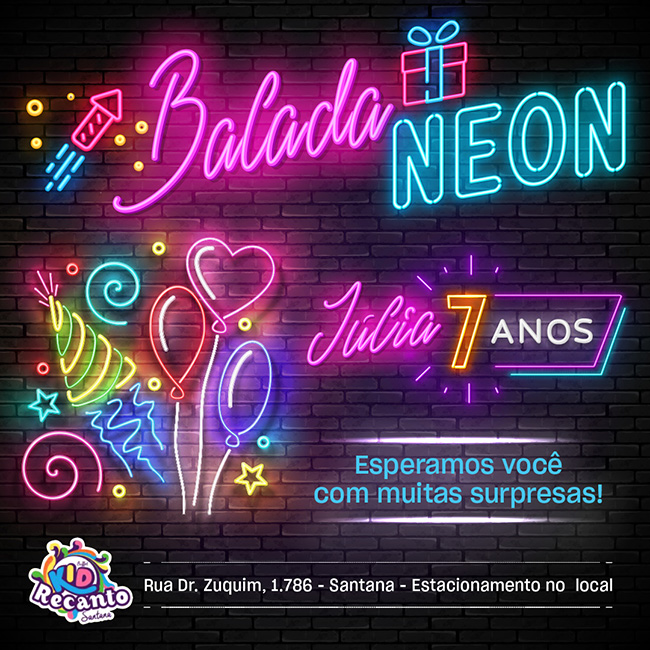 Balada
NEON
Júlia 7 ANOS
Esperamos você
com muitas surpresas!
KID
Recanto
Santana
Rua Dr. Zuquim, 1.786 - Santana - Estacionamento no local